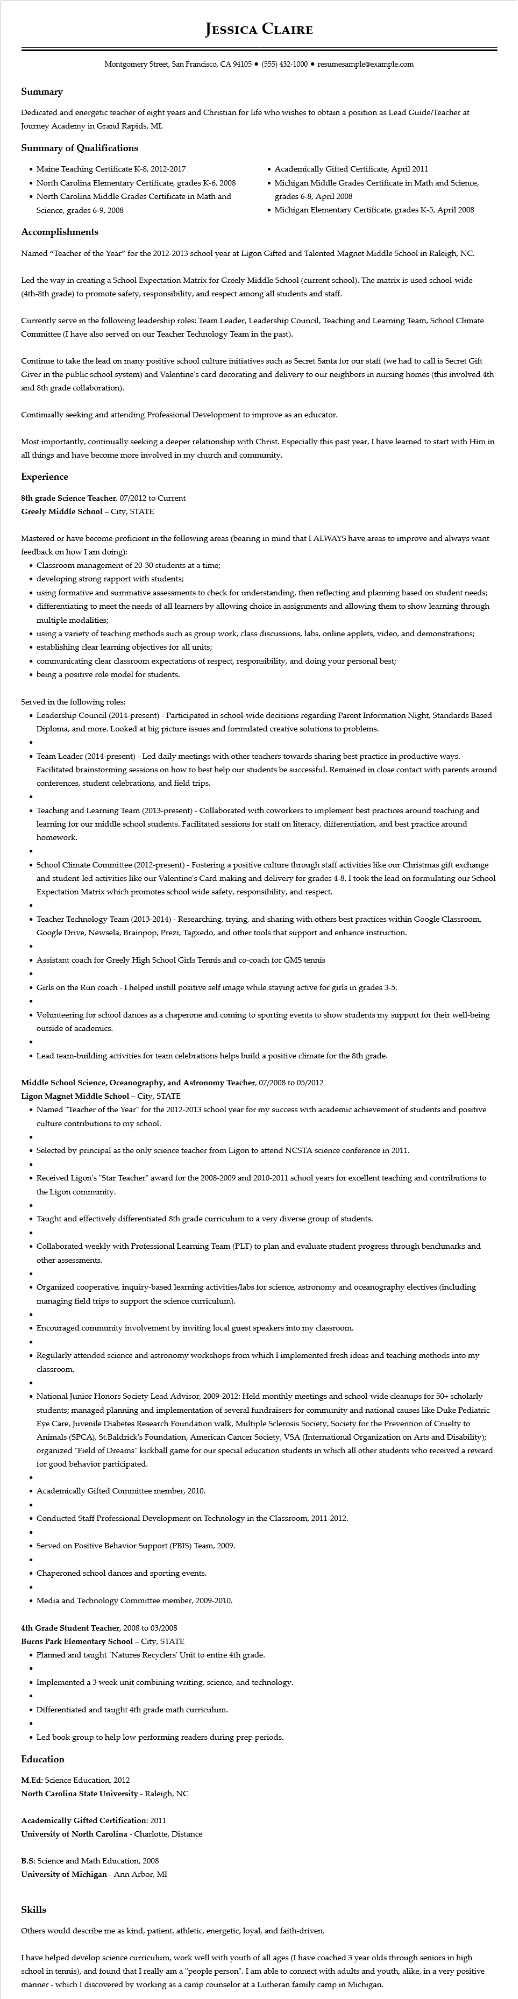 Jessica Claire
Montgomery Street, San Francisco, CA 94105 ● (555) 432-1000 ● resumesample@example.com
Summary
Dedicated and energetic teacher of eight years and Christian for life who wishes to obtain a position as Lead Guide/Teacher at
Journey Academy in Grand Rapids, MI.
Summary of Qualifications
• Maine Teaching Certificate K-8, 2012-2017
• North Carolina Elementary Certificate, grades K-6, 2008
• North Carolina Middle Grades Certificate in Math and
Science, grades 6-9, 2008
• Academically Gifted Certificate, April 2011
• Michigan Middle Grades Certificate in Math and Science,
grades 6-8, April 2008
• Michigan Elementary Certificate, grades K-5, April 2008
Accomplishments
Named “Teacher of the Year” for the 2012-2013 school year at Ligon Gifted and Talented Magnet Middle School in Raleigh, NC.
Led the way in creating a School Expectation Matrix for Greely Middle School (current school). The matrix is used school-wide
(4th-8th grade) to promote safety, responsibility, and respect among all students and staff.
Currently serve in the following leadership roles: Team Leader, Leadership Council, Teaching and Learning Team, School Climate
Committee (I have also served on our Teacher Technology Team in the past).
Continue to take the lead on many positive school culture initiatives such as Secret Santa for our staff (we had to call is Secret Gift
Giver in the public school system) and Valentine's card decorating and delivery to our neighbors in nursing homes (this involved 4th
and 8th grade collaboration).
Continually seeking and attending Professional Development to improve as an educator.
Most importantly, continually seeking a deeper relationship with Christ. Especially this past year, I have learned to start with Him in
all things and have become more involved in my church and community.
Experience
8th grade Science Teacher, 07/2012 to Current
Greely Middle School – City, STATE
Mastered or have become proficient in the following areas (bearing in mind that I ALWAYS have areas to improve and always want
feedback on how I am doing):
• Classroom management of 20-30 students at a time;
• developing strong rapport with students;
• using formative and summative assessments to check for understanding, then reflecting and planning based on student needs;
• differentiating to meet the needs of all learners by allowing choice in assignments and allowing them to show learning through
multiple modalities;
• using a variety of teaching methods such as group work, class discussions, labs, online applets, video, and demonstrations;
• establishing clear learning objectives for all units;
• communicating clear classroom expectations of respect, responsibility, and doing your personal best;
• being a positive role model for students.
Served in the following roles:
• Leadership Council (2014-present) - Participated in school-wide decisions regarding Parent Information Night, Standards Based
Diploma, and more. Looked at big picture issues and formulated creative solutions to problems.
•
• Team Leader (2014-present) - Led daily meetings with other teachers towards sharing best practice in productive ways.
Facilitated brainstorming sessions on how to best help our students be successful. Remained in close contact with parents around
conferences, student celebrations, and field trips.
•
• Teaching and Learning Team (2013-present) - Collaborated with coworkers to implement best practices around teaching and
learning for our middle school students. Facilitated sessions for staff on literacy, differentiation, and best practice around
homework.
•
• School Climate Committee (2012-present) - Fostering a positive culture through staff activities like our Christmas gift exchange
and student-led activities like our Valentine's Card making and delivery for grades 4-8. I took the lead on formulating our School
Expectation Matrix which promotes school wide safety, responsibility, and respect.
•
• Teacher Technology Team (2013-2014) - Researching, trying, and sharing with others best practices within Google Classroom,
Google Drive, Newsela, Brainpop, Prezi, Tagxedo, and other tools that support and enhance instruction.
•
• Assistant coach for Greely High School Girls Tennis and co-coach for GMS tennis
•
• Girls on the Run coach - I helped instill positive self image while staying active for girls in grades 3-5.
•
• Volunteering for school dances as a chaperone and coming to sporting events to show students my support for their well-being
outside of academics.
•
• Lead team-building activities for team celebrations helps build a positive climate for the 8th grade.
Middle School Science, Oceanography, and Astronomy Teacher, 07/2008 to 05/2012
Ligon Magnet Middle School – City, STATE
• Named "Teacher of the Year" for the 2012-2013 school year for my success with academic achievement of students and positive
culture contributions to my school.
•
• Selected by principal as the only science teacher from Ligon to attend NCSTA science conference in 2011.
•
• Received Ligon's "Star Teacher" award for the 2008-2009 and 2010-2011 school years for excellent teaching and contributions to
the Ligon community.
•
• Taught and effectively differentiated 8th grade curriculum to a very diverse group of students.
•
• Collaborated weekly with Professional Learning Team (PLT) to plan and evaluate student progress through benchmarks and
other assessments.
•
• Organized cooperative, inquiry-based learning activities/labs for science, astronomy and oceanography electives (including
managing field trips to support the science curriculum).
•
• Encouraged community involvement by inviting local guest speakers into my classroom.
•
• Regularly attended science and astronomy workshops from which I implemented fresh ideas and teaching methods into my
classroom.
•
• National Junior Honors Society Lead Advisor, 2009-2012: Held monthly meetings and school-wide cleanups for 50+ scholarly
students; managed planning and implementation of several fundraisers for community and national causes like Duke Pediatric
Eye Care, Juvenile Diabetes Research Foundation walk, Multiple Sclerosis Society, Society for the Prevention of Cruelty to
Animals (SPCA), St.Baldrick's Foundation, American Cancer Society, VSA (International Organization on Arts and Disability);
organized "Field of Dreams" kickball game for our special education students in which all other students who received a reward
for good behavior participated.
•
• Academically Gifted Committee member, 2010.
•
• Conducted Staff Professional Development on Technology in the Classroom, 2011-2012.
•
• Served on Positive Behavior Support (PBIS) Team, 2009.
•
• Chaperoned school dances and sporting events.
•
• Media and Technology Committee member, 2009-2010.
4th Grade Student Teacher, 2008 to 03/2008
Burns Park Elementary School – City, STATE
• Planned and taught `Natures Recyclers' Unit to entire 4th grade.
•
• Implemented a 3 week unit combining writing, science, and technology.
•
• Differentiated and taught 4th grade math curriculum.
•
• Led book group to help low performing readers during prep periods.
Education
M.Ed: Science Education, 2012
North Carolina State University - Raleigh, NC
Academically Gifted Certification: 2011
University of North Carolina - Charlotte, Distance
B.S: Science and Math Education, 2008
University of Michigan - Ann Arbor, MI
Skills
Others would describe me as kind, patient, athletic, energetic, loyal, and faith-driven.
I have helped develop science curriculum, work well with youth of all ages (I have coached 3 year olds through seniors in high
school in tennis), and found that I really am a "people person". I am able to connect with adults and youth, alike, in a very positive
manner - which I discovered by working as a camp counselor at a Lutheran family camp in Michigan.